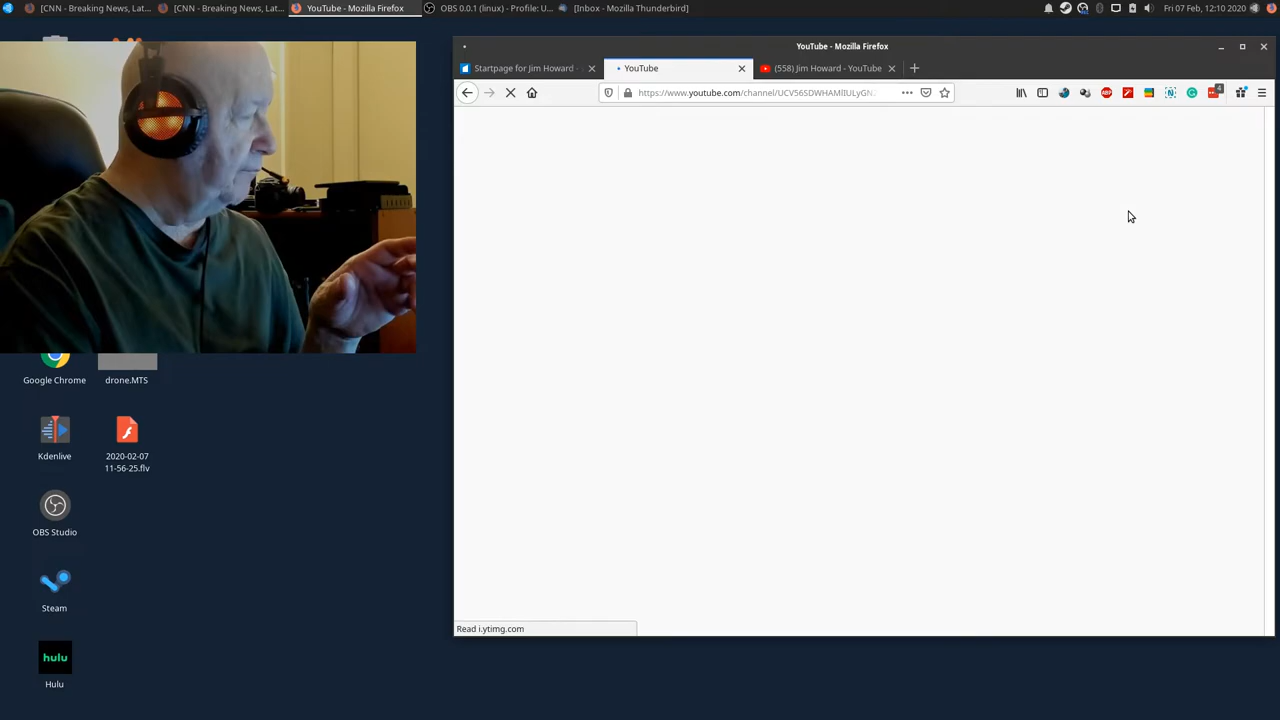 [CNN - Breaking News, Lat...
[CNN - Breaking News, Lat...
YouTube - Mozilla Firefox
OBS 0.0.1 (linux) - Profile: U...
[Inbox - Mozilla Thunderbird]
Fri 07 Feb, 12:10 2020
YouTube - Mozilla Firefox
Startpage for Jim Howard -
YouTube
(558) Jim Howard - YouTube
https://www.youtube.com/channel/UCV56SDWHAMIIULyGN
ABP
N
4
Google Chrome
drone.MTS
Kdenlive
2020-02-07
11-56-25.flv
OBS Studio
Steam
hulu
Hulu
Read i.ytimg.com